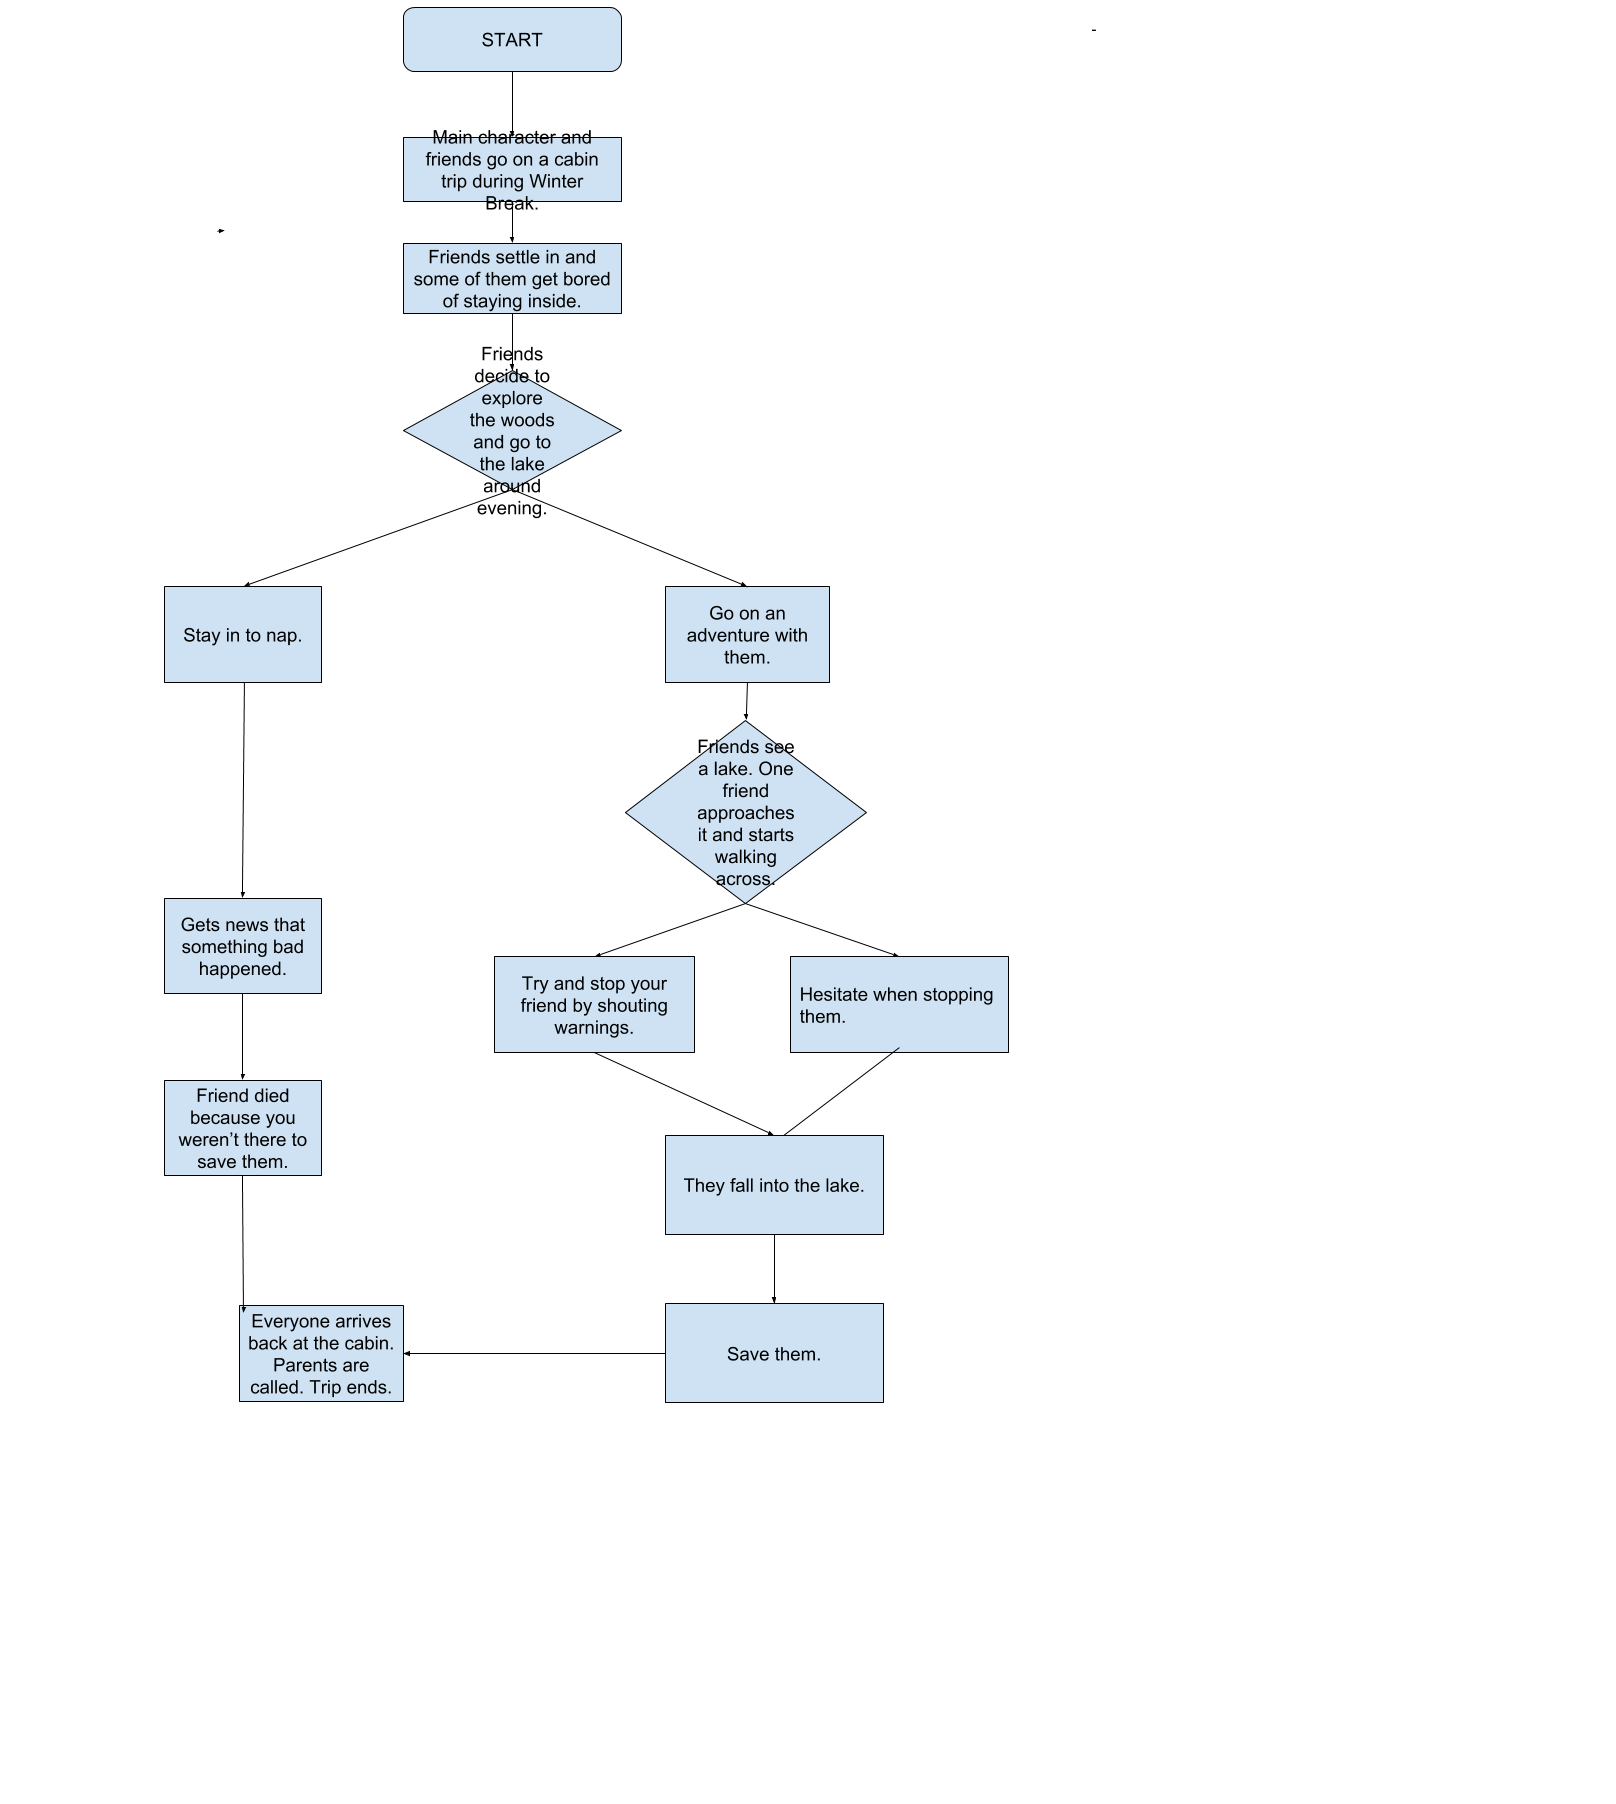 START
-
Main character and
friends go on a cabin
trip during Winter
Break.
Friends settle in and
some of them get bored
of staying inside.
Friends
decide to
explore
the woods
and go to
the lake
around
evening.
Stay in to nap.
Go on an
adventure with
them.
Friends see
a lake. One
friend
approaches
it and starts
walking
across.
Gets news that
something bad
happened.
Try and stop your
friend by shouting
warnings.
Hesitate when stopping
them.
Friend died
because you
weren’t there to
save them.
They fall into the lake.
Everyone arrives
back at the cabin.
Parents are
called. Trip ends.
Save them.